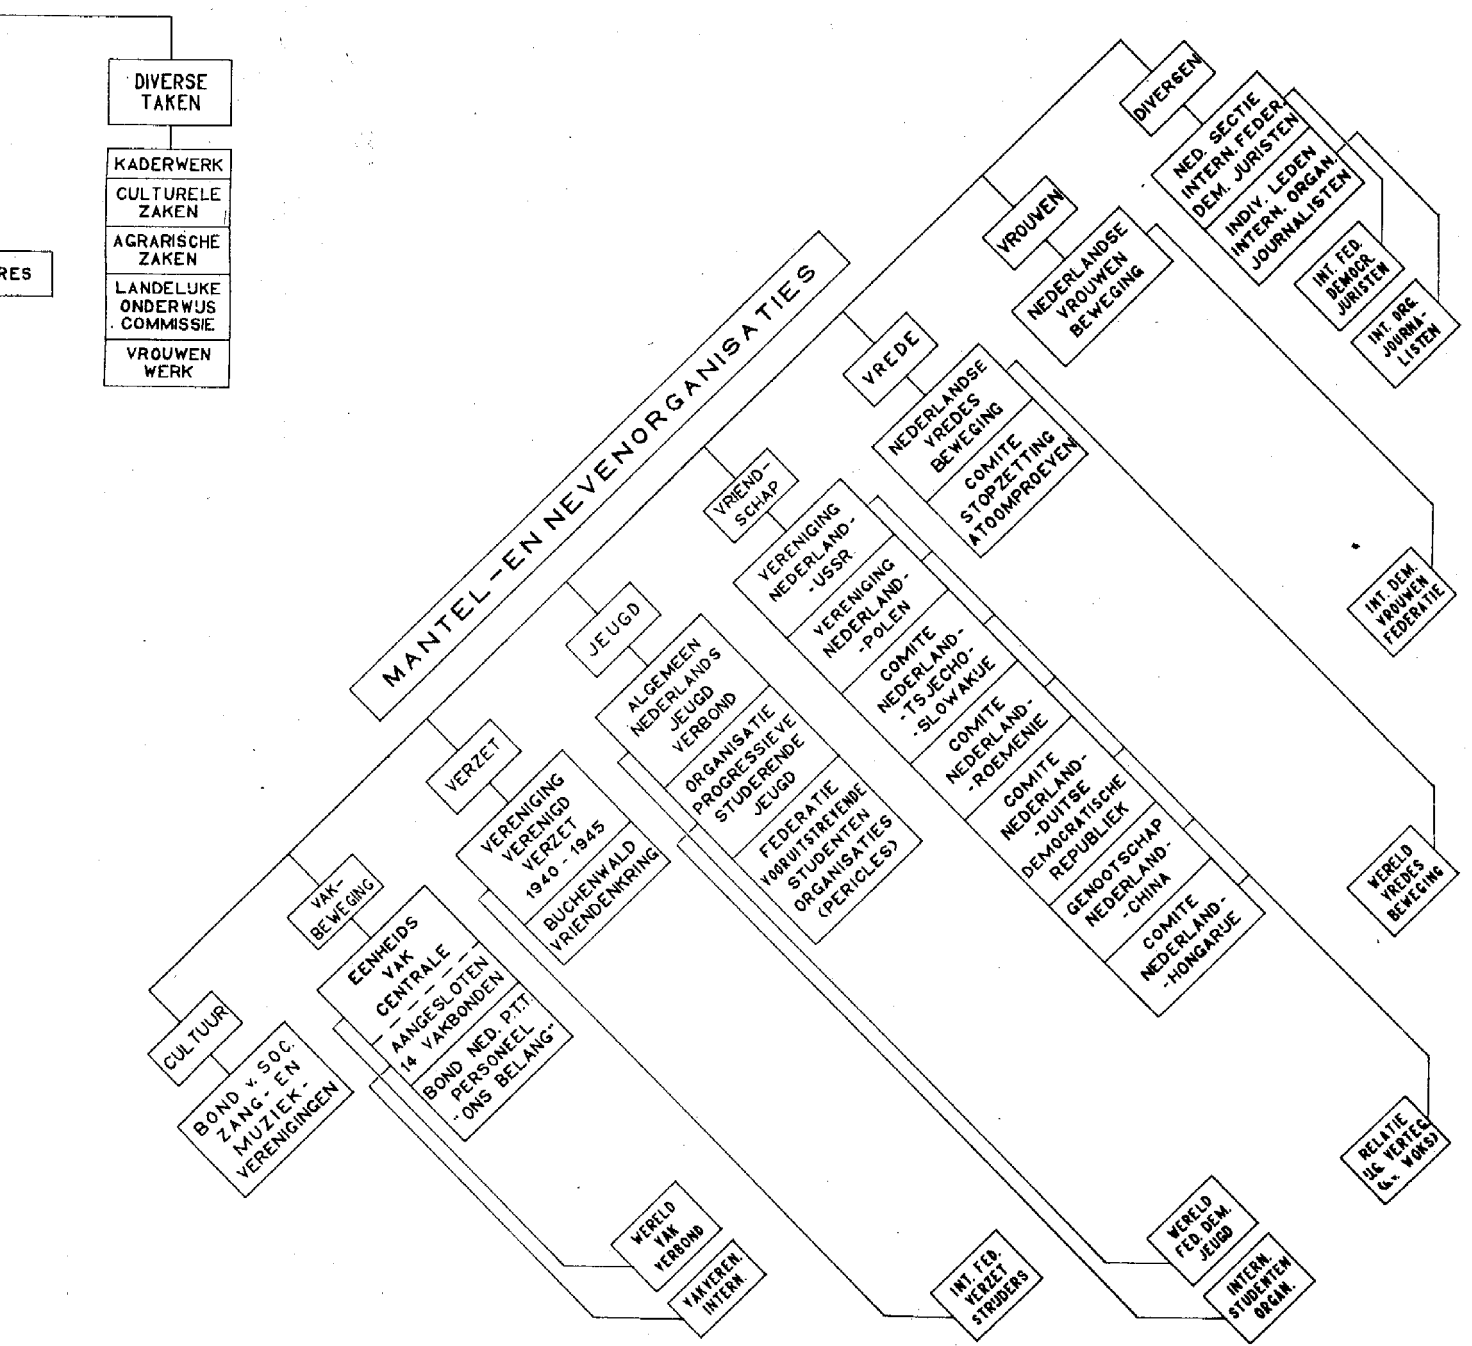 DIVERSE
TAKEN
KADERWERK
CULTURELE
ZAKEN
AGRARISCHE
ZAKEN
LANDELIJKE
ONDERWIJS
COMMISSIE
VROUWEN
WERK
RES
MANTEL-EN NEVENORGANISATIES
DIVERSEN
NED. SECTIE
INTERN. FEDER.
DEM. JURISTEN
INDIV. LEDEN
INTERN. ORGAN.
JOURNALISTEN
INT. FED.
DEMOCR.
JURISTEN
INT. ORG.
JOURNA-
LISTEN
VROUWEN
NEDERLANDSE
VROUWEN
BEWEGING
INT. DEM.
VROUWEN
FEDERATIE
VREDE
NEDERLANDSE
VREDES
BEWEGING
COMITE
STOPZETTING
ATOOMPROEVEN
WERELD
VREDES
BEWEGING
VRIEND-
SCHAP
VERENIGING
NEDERLAND-
-USSR
VERENIGING
NEDERLAND-
-POLEN
COMITE
NEDERLAND-
-TSJECHO-
-SLOWAKIJE
COMITE
NEDERLAND-
-ROEMENIE
COMITE
NEDERLAND-
-DUITSE
DEMOCRATISCHE
REPUBLIEK
GENOOTSCHAP
NEDERLAND-
-CHINA
COMITE
NEDERLAND-
-HONGARIJE
RELATIE
VERTEG.
WOKS)
JEUGD
ALGEMEEN
NEDERLANDS
JEUGD
VERBOND
ORGANISATIE
PROGRESSIEVE
STUDERENDE
JEUGD
FEDERATIE
VOORUITSTREVENDE
STUDENTEN
ORGANISATIES
(PERICLES)
WERELD
FED. DEM.
JEUGD
INTERN.
STUDENTEN
ORGAN.
VERZET
VERENIGING
VERENIGD
VERZET
1940 - 1945
BUCHENWALD
VRIENDENKRING
INT. FED.
VERZET
STRIJDERS
VAK-
BEWEGING
EENHEIDS
VAK
CENTRALE
AANGESLOTEN
14 VAKBONDEN
BOND NED. P.T.T.
PERSONEEL
"ONS BELANG"
WERELD
VAK
VERBOND
VAKVEREN.
INTERN.
CULTUUR
BOND v. SOC.
ZANG- EN
MUZIEK-
VERENIGINGEN